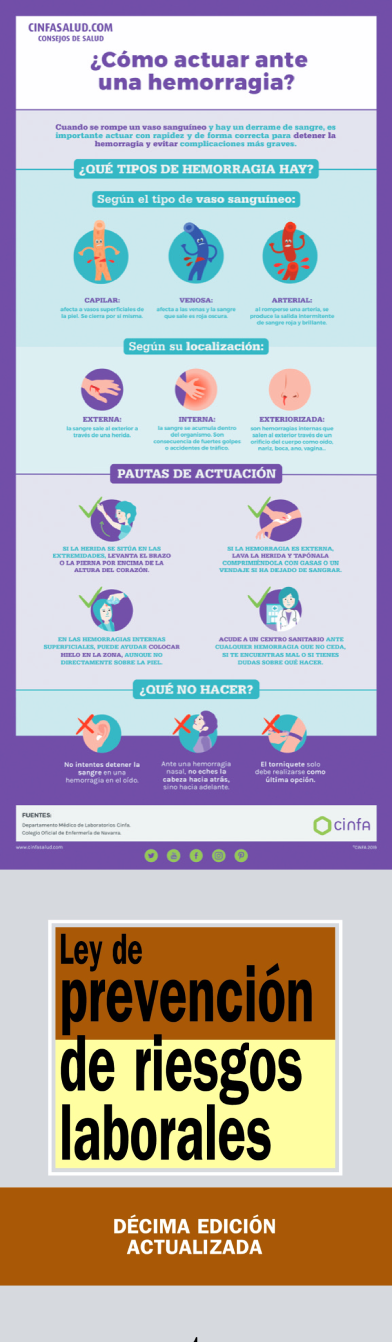 CINFASALUD.COM
CONSEJOS DE SALUD
¿Cómo actuar ante
una hemorragia?
Cuando se rompe un vaso sanguíneo y hay un derrame de sangre, es
importante actuar con rapidez y de forma correcta para detener la
hemorragia y evitar complicaciones más graves.
¿QUÉ TIPOS DE HEMORRAGIA HAY?
Según el tipo de vaso sanguíneo:
CAPILAR:
afecta a vasos superficiales de
la piel. Se cierra por sí misma.
VENOSA:
afecta a las venas y la sangre
que sale es roja oscura.
ARTERIAL:
al romperse una arteria, se
produce la salida intermitente
de sangre roja y brillante.
Según su localización:
EXTERNA:
la sangre sale al exterior a
través de una herida.
INTERNA:
la sangre se acumula dentro
del organismo. Son
consecuencia de fuertes golpes
o accidentes de tráfico.
EXTERIORIZADA:
son hemorragias internas que
salen al exterior través de un
orificio del cuerpo como oído,
nariz, boca, ano, vagina...
PAUTAS DE ACTUACIÓN
SI LA HERIDA SE SITÚA EN LAS
EXTREMIDADES, LEVANTA EL BRAZO
O LA PIERNA POR ENCIMA DE LA
ALTURA DEL CORAZÓN.
SI LA HEMORRAGIA ES EXTERNA,
LAVA LA HERIDA Y TAPÓNALA
COMPRIMIÉNDOLA CON GASAS O UN
VENDAJE SI HA DEJADO DE SANGRAR.
EN LAS HEMORRAGIAS INTERNAS
SUPERFICIALES, PUEDE AYUDAR COLOCAR
HIELO EN LA ZONA, AUNQUE NO
DIRECTAMENTE SOBRE LA PIEL.
ACUDE A UN CENTRO SANITARIO ANTE
CUALQUIER HEMORRAGIA QUE NO CEDA,
SI TE ENCUENTRAS MAL O SI TIENES
DUDAS SOBRE QUÉ HACER.
¿QUÉ NO HACER?
No intentes detener la
sangre en una
hemorragia en el oído.
Ante una hemorragia
nasal, no eches la
cabeza hacia atrás,
sino hacia adelante.
El torniquete solo
debe realizarse como
última opción.
FUENTES:
Departamento Médico de Laboratorios Cinfa.
Colegio Oficial de Enfermería de Navarra.
cinfa
www.cinfasalud.com
Ley de
prevención
de riesgos
laborales
DÉCIMA EDICIÓN
ACTUALIZADA